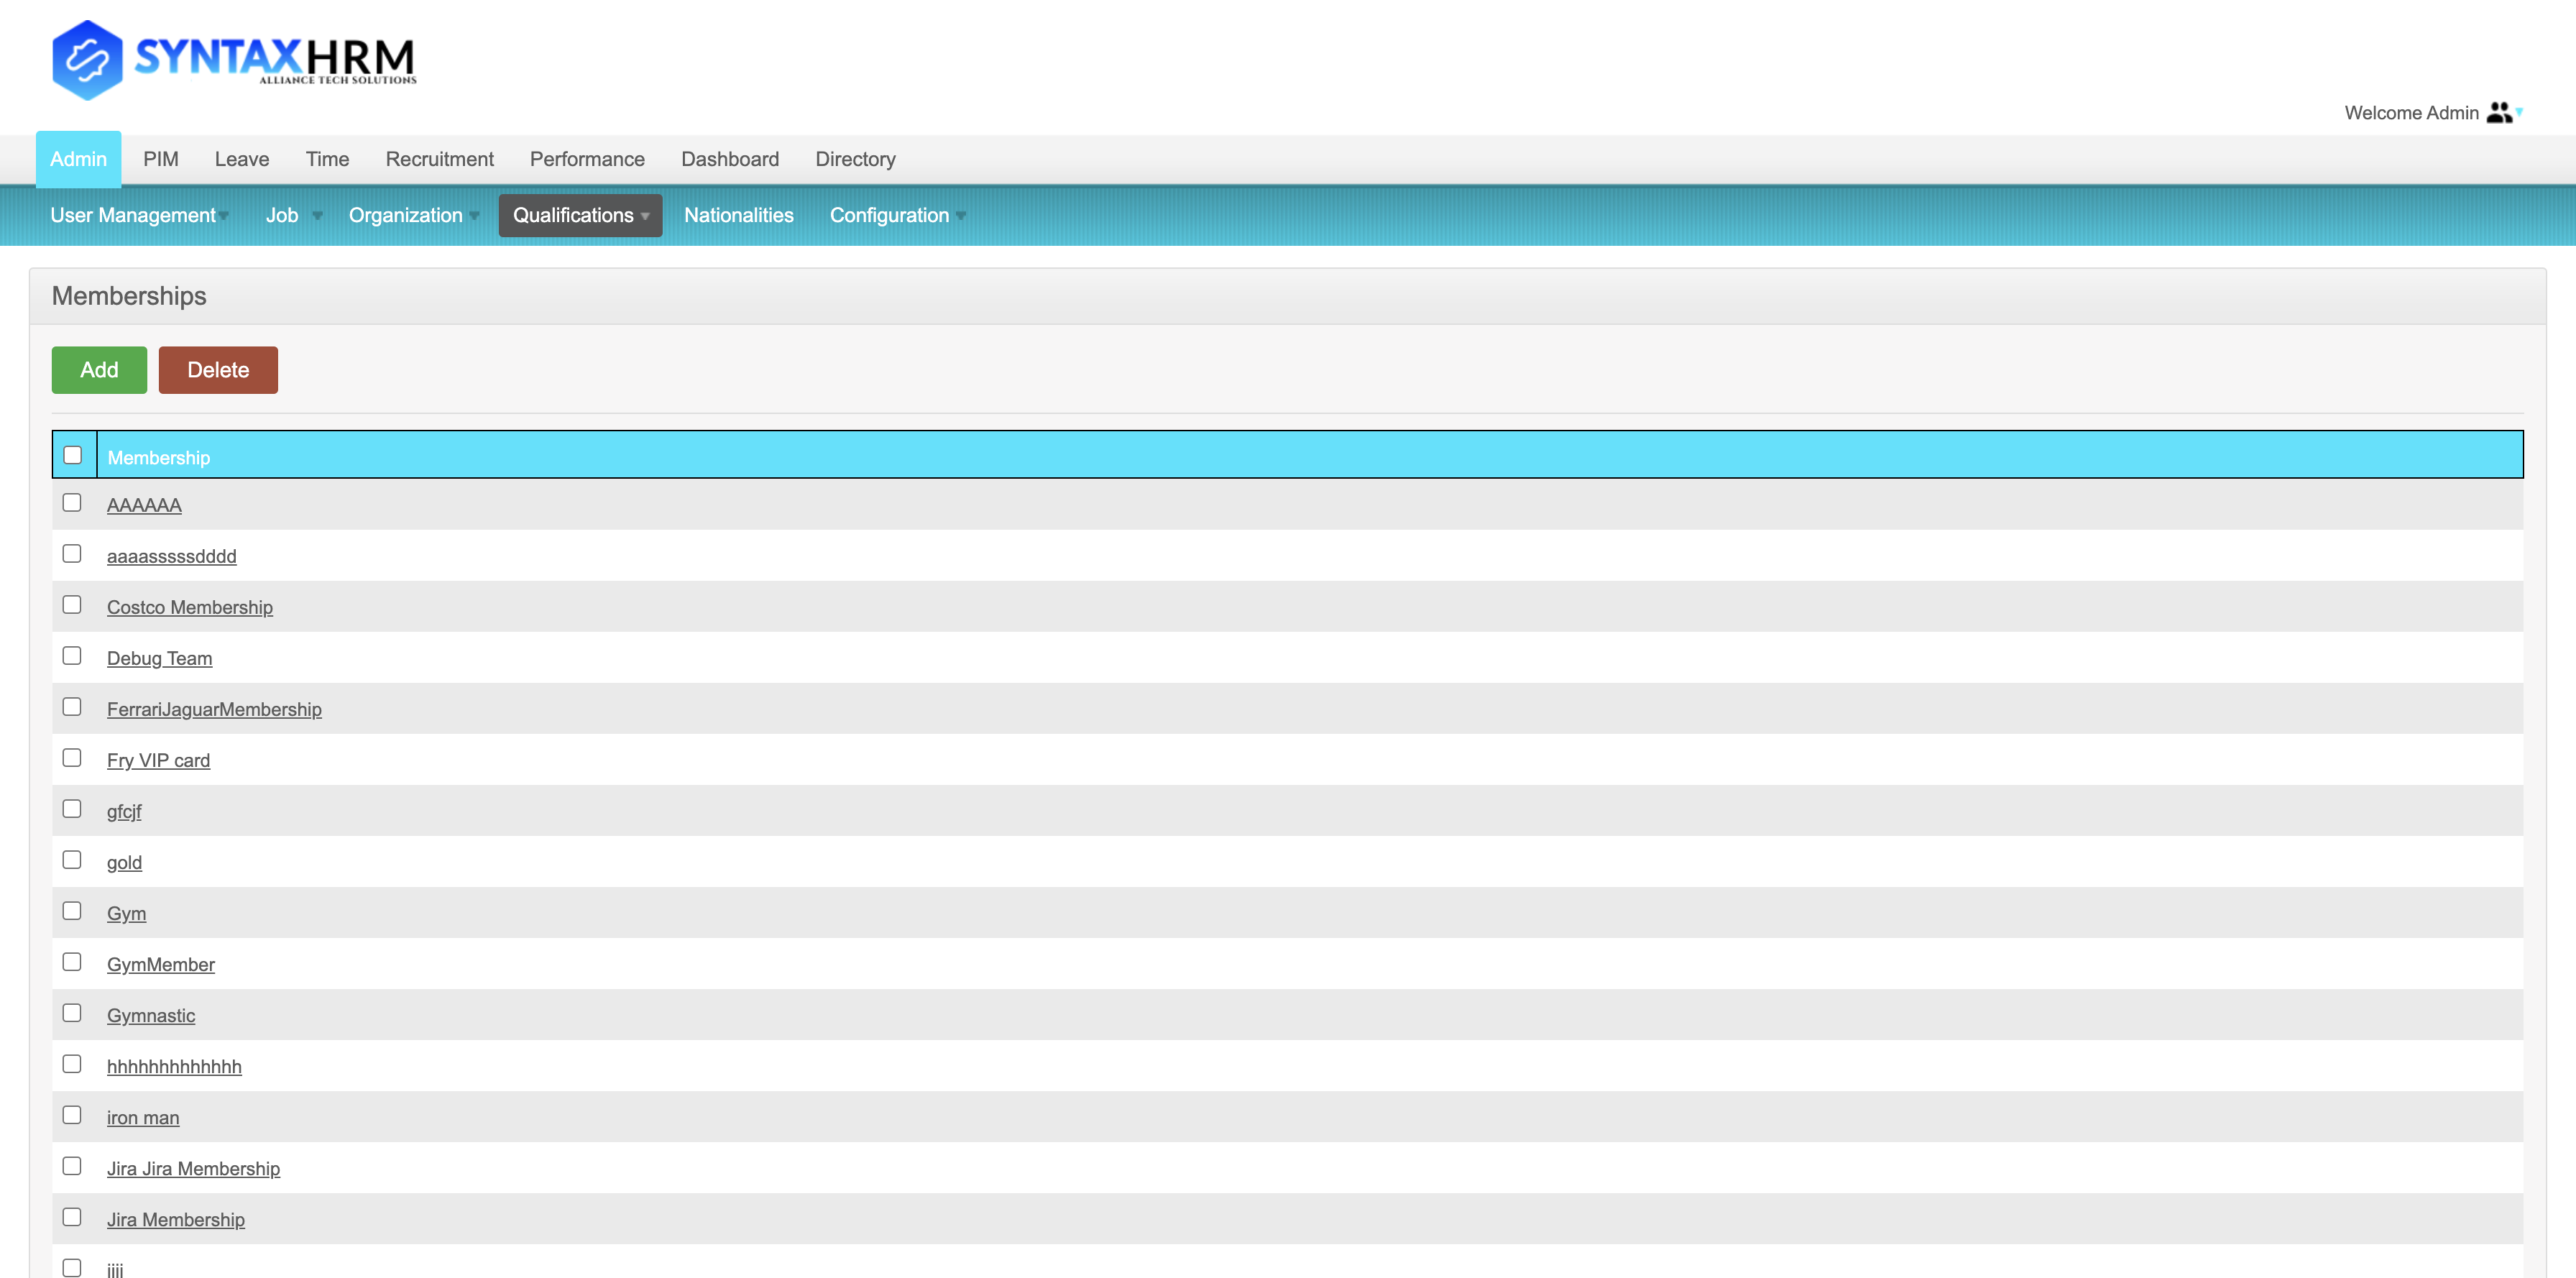 SYNTAXHRM
ALLIANCE TECH SOLUTIONS
Welcome Admin
Admin PIM Leave Time Recruitment Performance Dashboard Directory
User Management Job Organization Qualifications Nationalities Configuration
Memberships
Add Delete
Membership
AAAAAA
aaaasssssdddd
Costco Membership
Debug Team
FerrariJaguarMembership
Fry VIP card
gfcjf
gold
Gym
GymMember
Gymnastic
hhhhhhhhhhhhh
iron man
Jira Jira Membership
Jira Membership